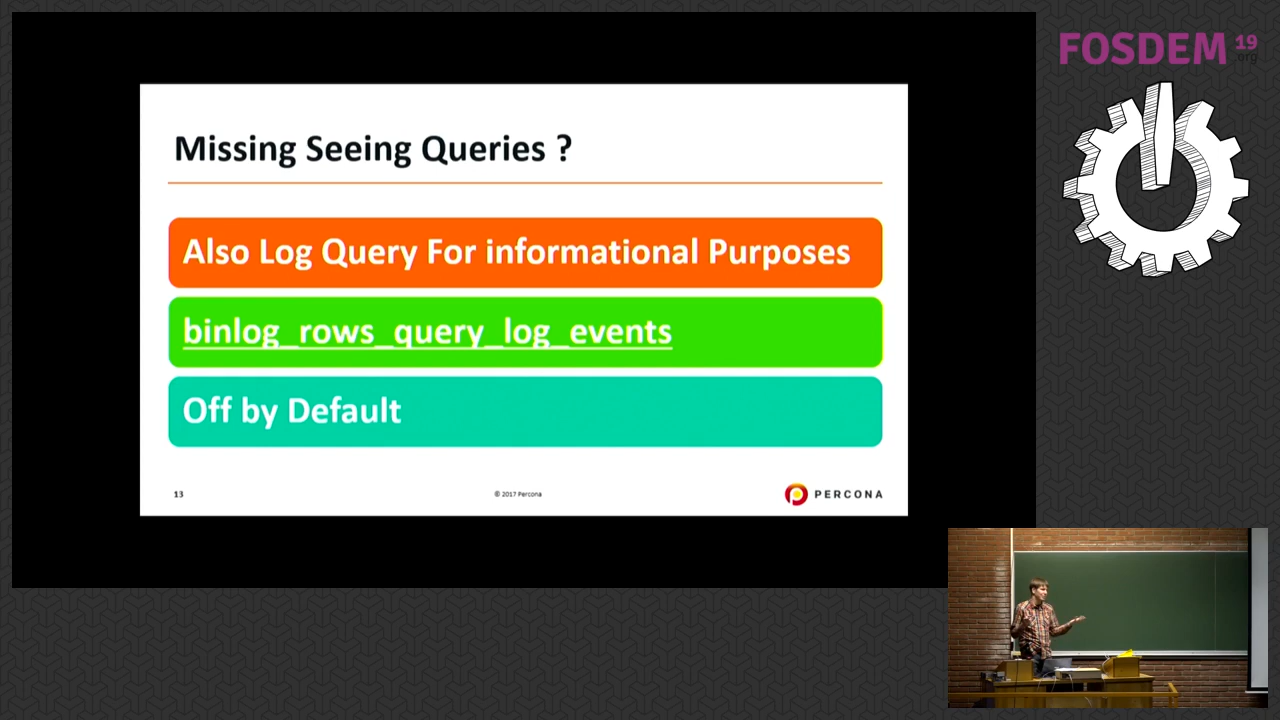 FOSDEM 19
.org
Missing Seeing Queries ?
Also Log Query For informational Purposes
binlog_rows_query_log_events
Off by Default
13
© 2017 Percona
PERCONA